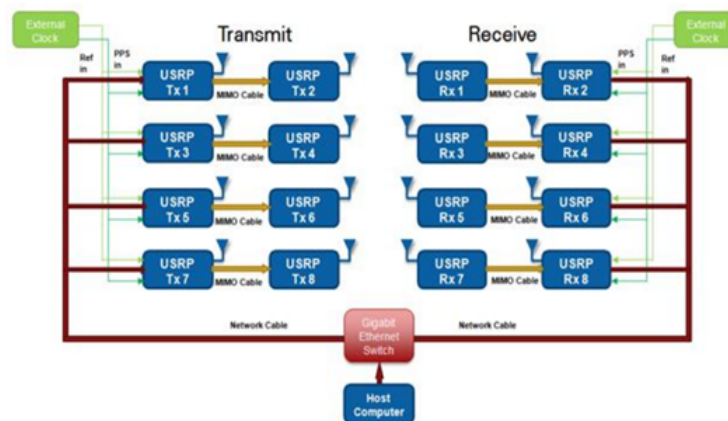 External
Clock
Transmit
Receive
External
Clock
Ref
in
PPS
in
PPS
in
Ref
in
USRP
Tx 1
MIMO Cable
USRP
Tx 2
USRP
Rx 1
MIMO Cable
USRP
Rx 2
USRP
Tx 3
MIMO Cable
USRP
Tx 4
USRP
Rx 3
MIMO Cable
USRP
Rx 4
USRP
Tx 5
MIMO Cable
USRP
Tx 6
USRP
Rx 5
MIMO Cable
USRP
Rx 6
USRP
Tx 7
MIMO Cable
USRP
Tx 8
USRP
Rx 7
MIMO Cable
USRP
Rx 8
Network Cable
Gigabit
Ethernet
Switch
Network Cable
Host
Computer